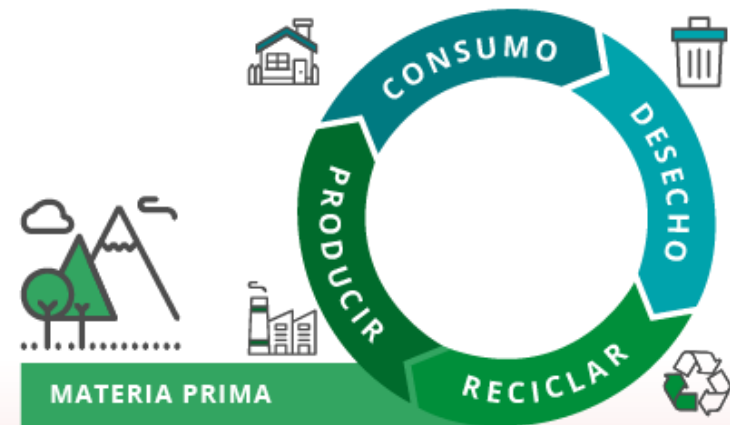 CONSUMO
DESECHO
PRODUCIR
RECICLAR
MATERIA PRIMA